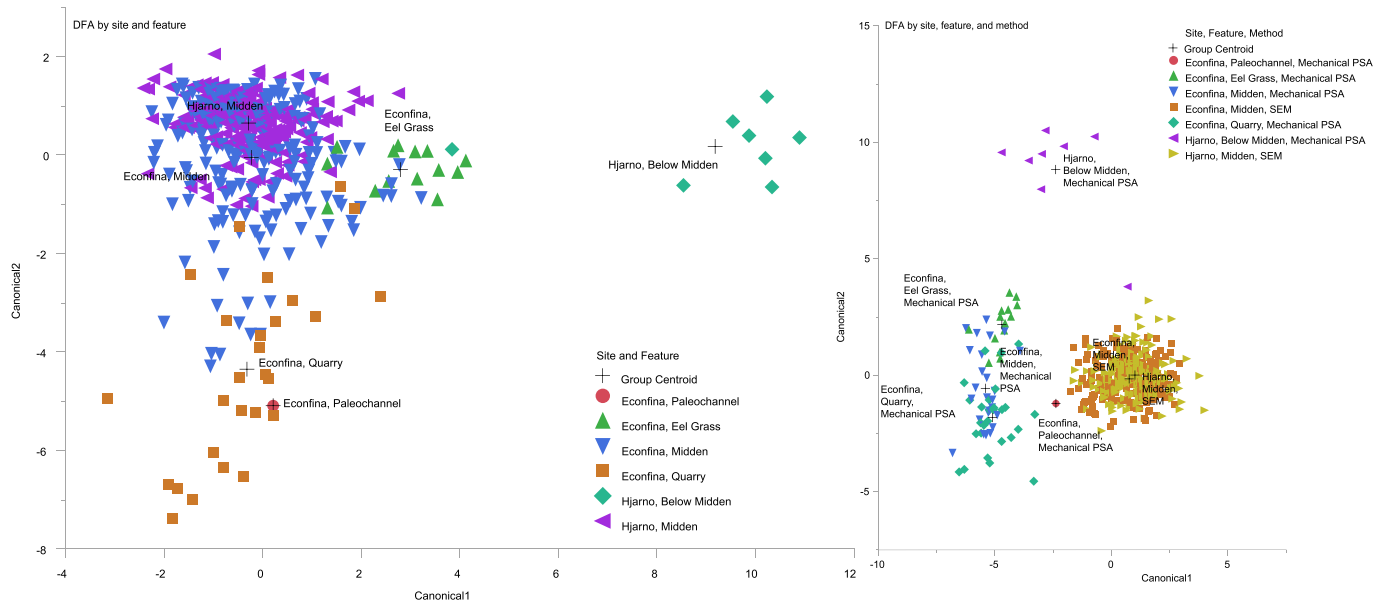 DFA by site and feature
2
0
-2
-4
-6
-8
Canonical2
-4
-2
0
2
4
6
8
10
12
Canonical1
Hjarno, Midden
Econfina, Midden
Econfina,
Eel Grass
Hjarno, Below Midden
Econfina, Quarry
Econfina, Paleochannel
Site and Feature
Group Centroid
Econfina, Paleochannel
Econfina, Eel Grass
Econfina, Midden
Econfina, Quarry
Hjarno, Below Midden
Hjarno, Midden
DFA by site, feature, and method
15
10
5
0
-5
Canonical2
-10
-5
0
5
Canonical1
Site, Feature, Method
Group Centroid
Econfina, Paleochannel, Mechanical PSA
Econfina, Eel Grass, Mechanical PSA
Econfina, Midden, Mechanical PSA
Econfina, Midden, SEM
Econfina, Quarry, Mechanical PSA
Hjarno, Below Midden, Mechanical PSA
Hjarno, Midden, SEM
Hjarno,
Below Midden,
Mechanical PSA
Econfina,
Eel Grass,
Mechanical PSA
Econfina,
Midden,
Mechanical
PSA
Econfina,
Midden,
SEM
Hjarno,
Midden,
SEM
Econfina,
Quarry,
Mechanical PSA
Econfina,
Paleochannel,
Mechanical PSA